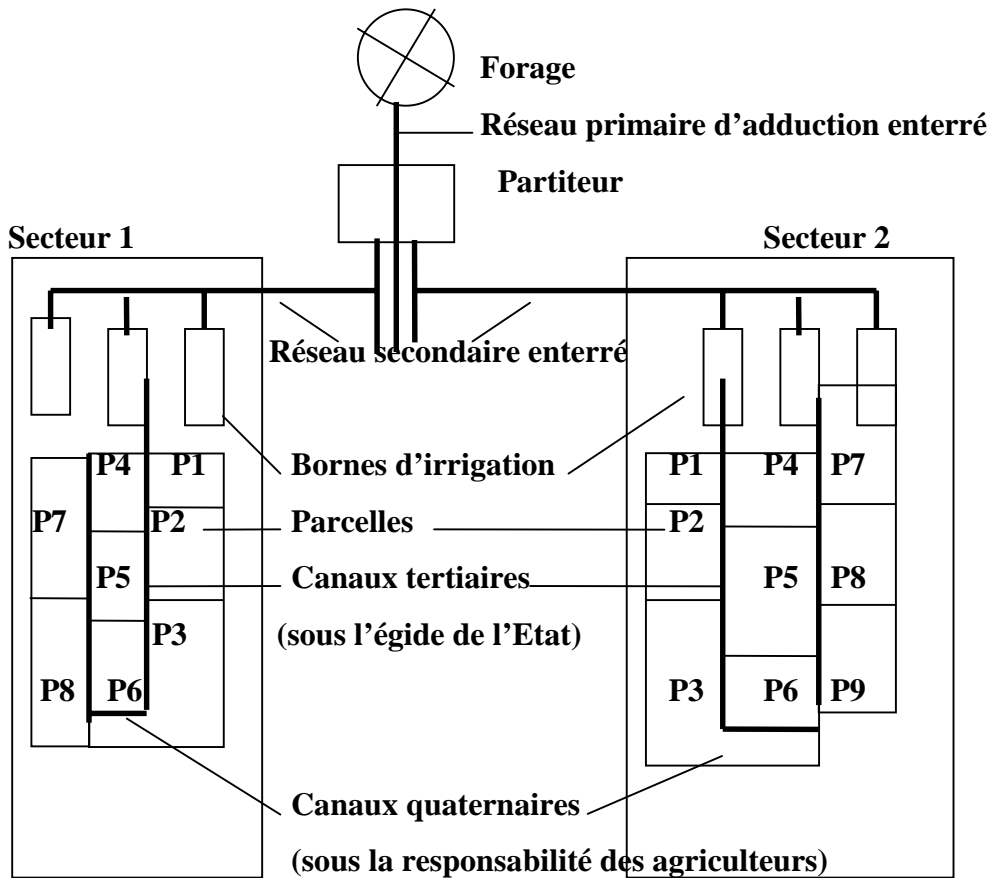 Forage
Réseau primaire d'adduction enterré
Partiteur
Secteur 1
Secteur 2
Réseau secondaire enterré
P4 P1 Bornes d'irrigation P1 P4 P7
P7 P2 Parcelles P2
P5 Canaux tertiaires P5 P8
P3 (sous l'égide de l'Etat)
P8 P6 P3 P6 P9
Canaux quaternaires
(sous la responsabilité des agriculteurs)